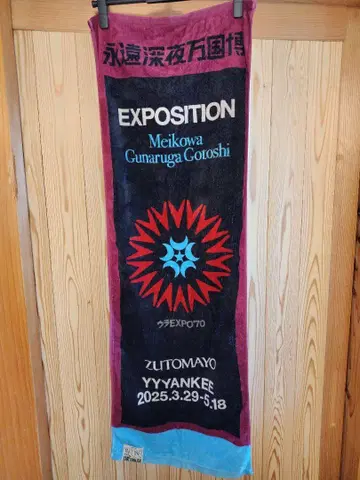 永遠深夜万国博
EXPOSITION
Meikowa
Gunaruga Gotoshi
ウチEXPO'70
ZUTOMAYO
YYYANKEE
2025.3.29-5.18